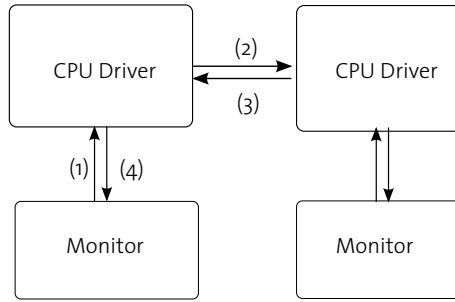 CPU Driver
(2)
CPU Driver
(3)
(1)
(4)
Monitor
Monitor